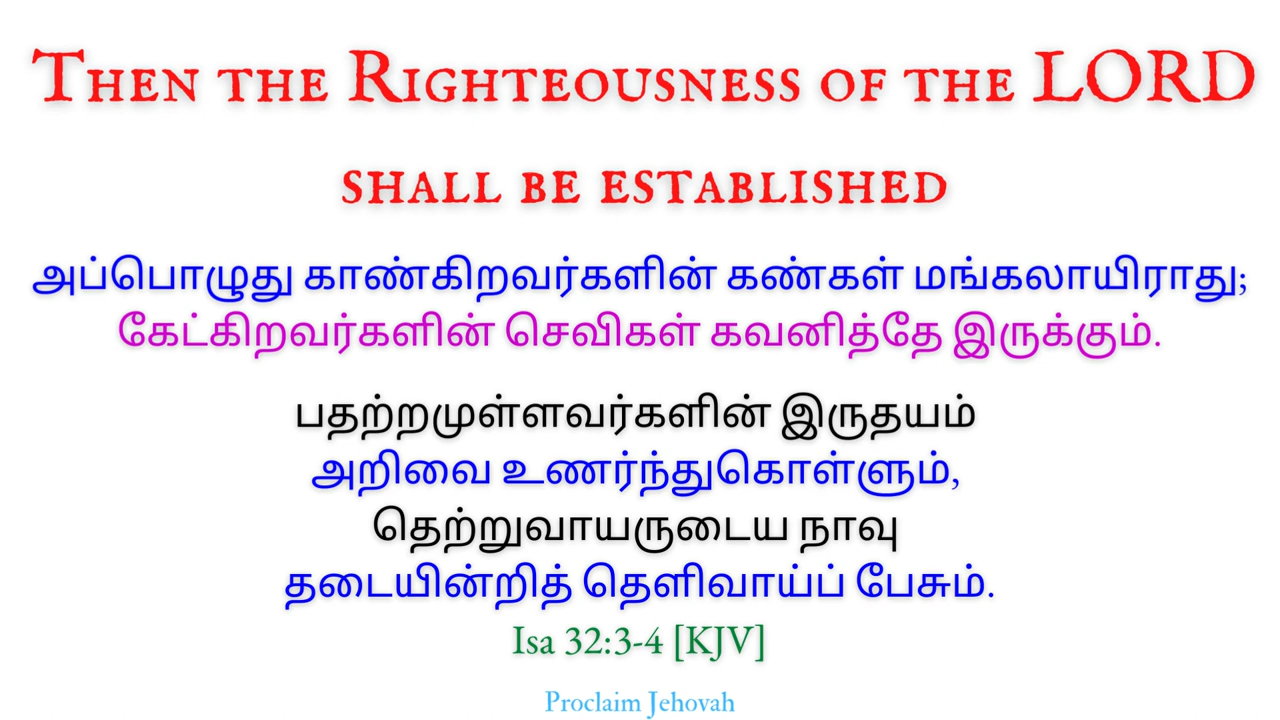 Then the Righteousness of the LORD
shall be established
அப்பொழுது காண்கிறவர்களின் கண்கள் மங்கலாயிராது;
கேட்கிறவர்களின் செவிகள் கவனித்தே இருக்கும்.
பதற்றமுள்ளவர்களின் இருதயம்
அறிவை உணர்ந்துகொள்ளும்,
தெற்றுவாயருடைய நாவு
தடையின்றித் தெளிவாய்ப் பேசும்.
Isa 32:3-4 [KJV]
Proclaim Jehovah